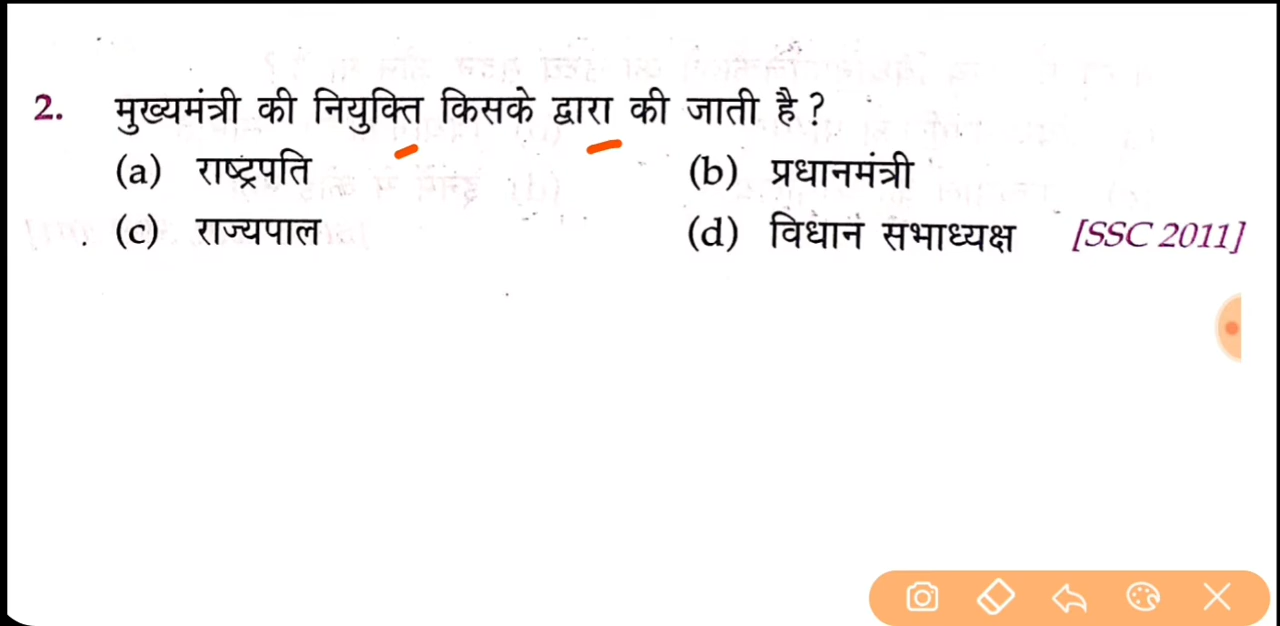 2. मुख्यमंत्री की नियुक्ति किसके द्वारा की जाती है ?
(a) राष्ट्रपति (b) प्रधानमंत्री
(c) राज्यपाल (d) विधान सभाध्यक्ष [SSC 2011]